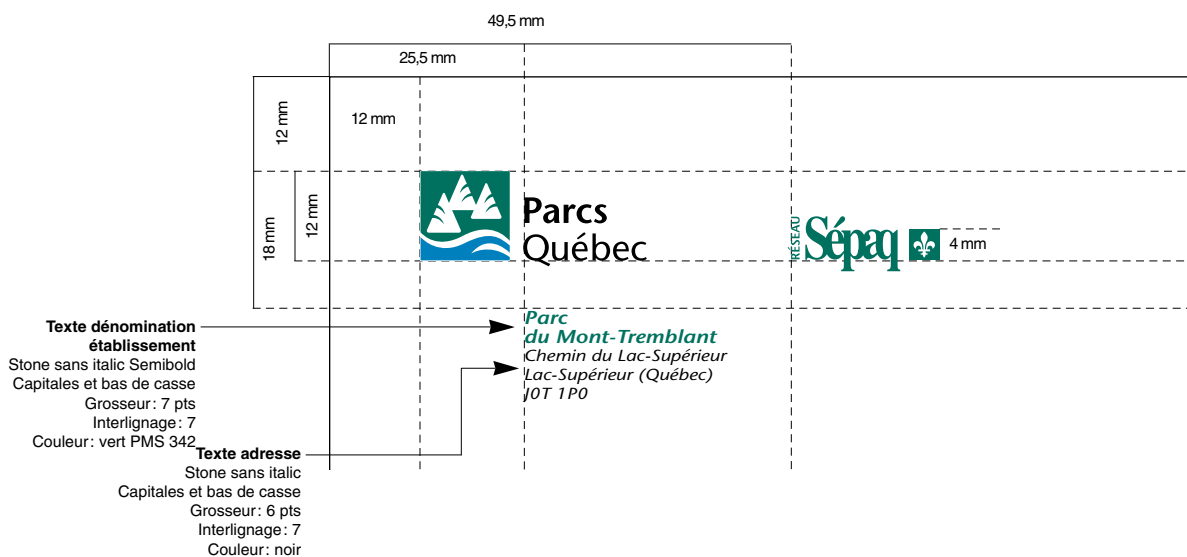 49,5 mm
25,5 mm
12 mm
12 mm
18 mm
12 mm
Parcs
Québec
RÉSEAU
Sépaq
4 mm
Texte dénomination
établissement
Stone sans italic Semibold
Capitales et bas de casse
Grosseur : 7 pts
Interlignage : 7
Couleur : vert PMS 342
Parc
du Mont-Tremblant
Chemin du Lac-Supérieur
Lac-Supérieur (Québec)
J0T 1P0
Texte adresse
Stone sans italic
Capitales et bas de casse
Grosseur : 6 pts
Interlignage : 7
Couleur : noir